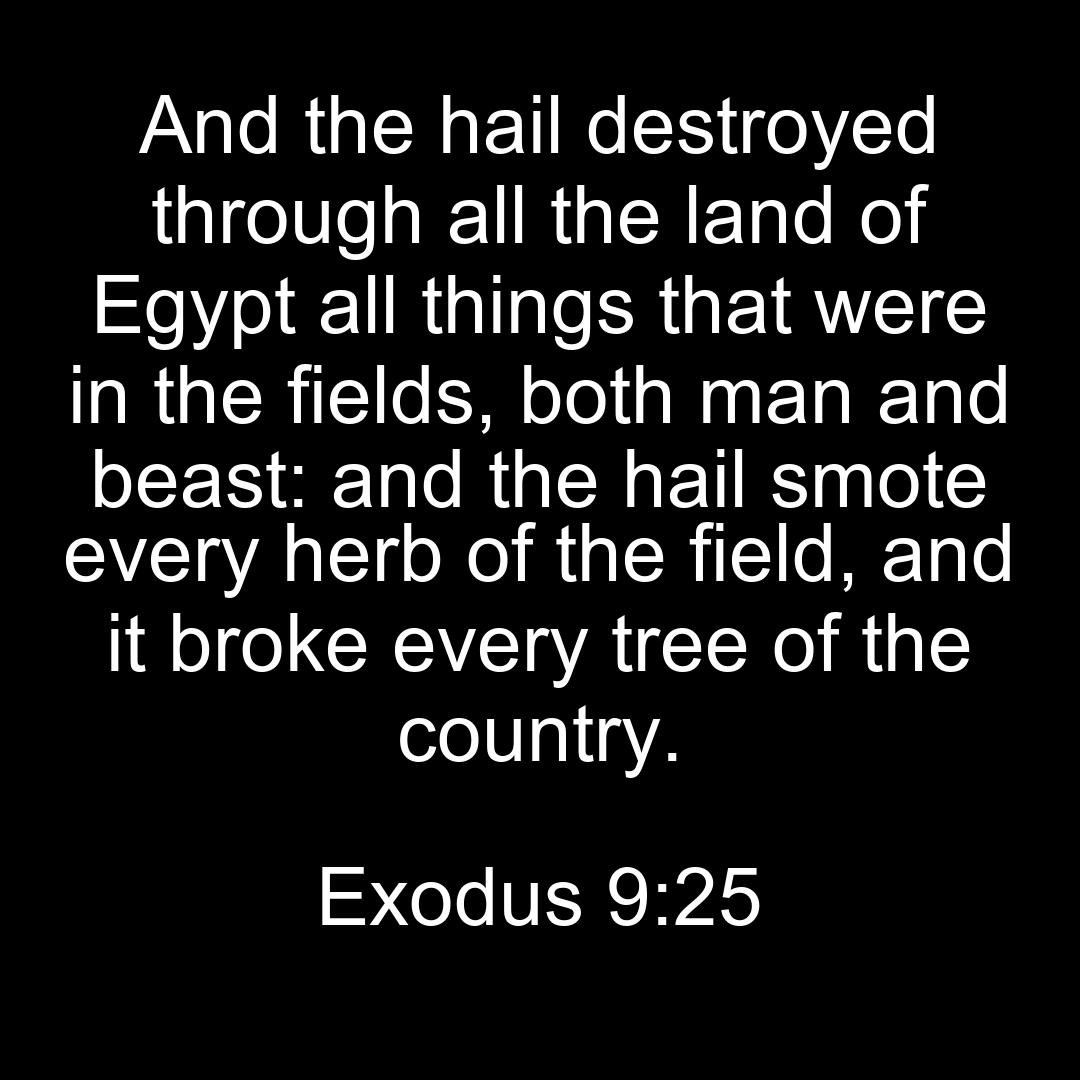 And the hail destroyed
through all the land of
Egypt all things that were
in the fields, both man and
beast: and the hail smote
every herb of the field, and
it broke every tree of the
country.
Exodus 9:25